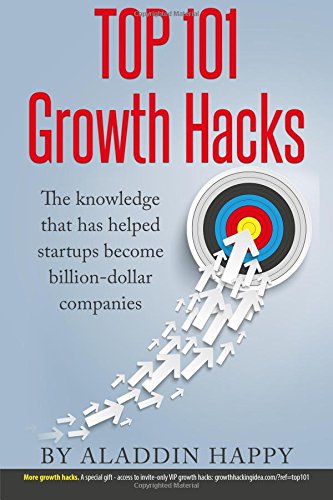 TOP 101
Growth Hacks
The knowledge
that has helped
startups become
billion-dollar
companies
BY ALADDIN HAPPY
More growth hacks. A special gift - access to invite-only VIP growth hacks: growthhackingidea.com/?ref=top101